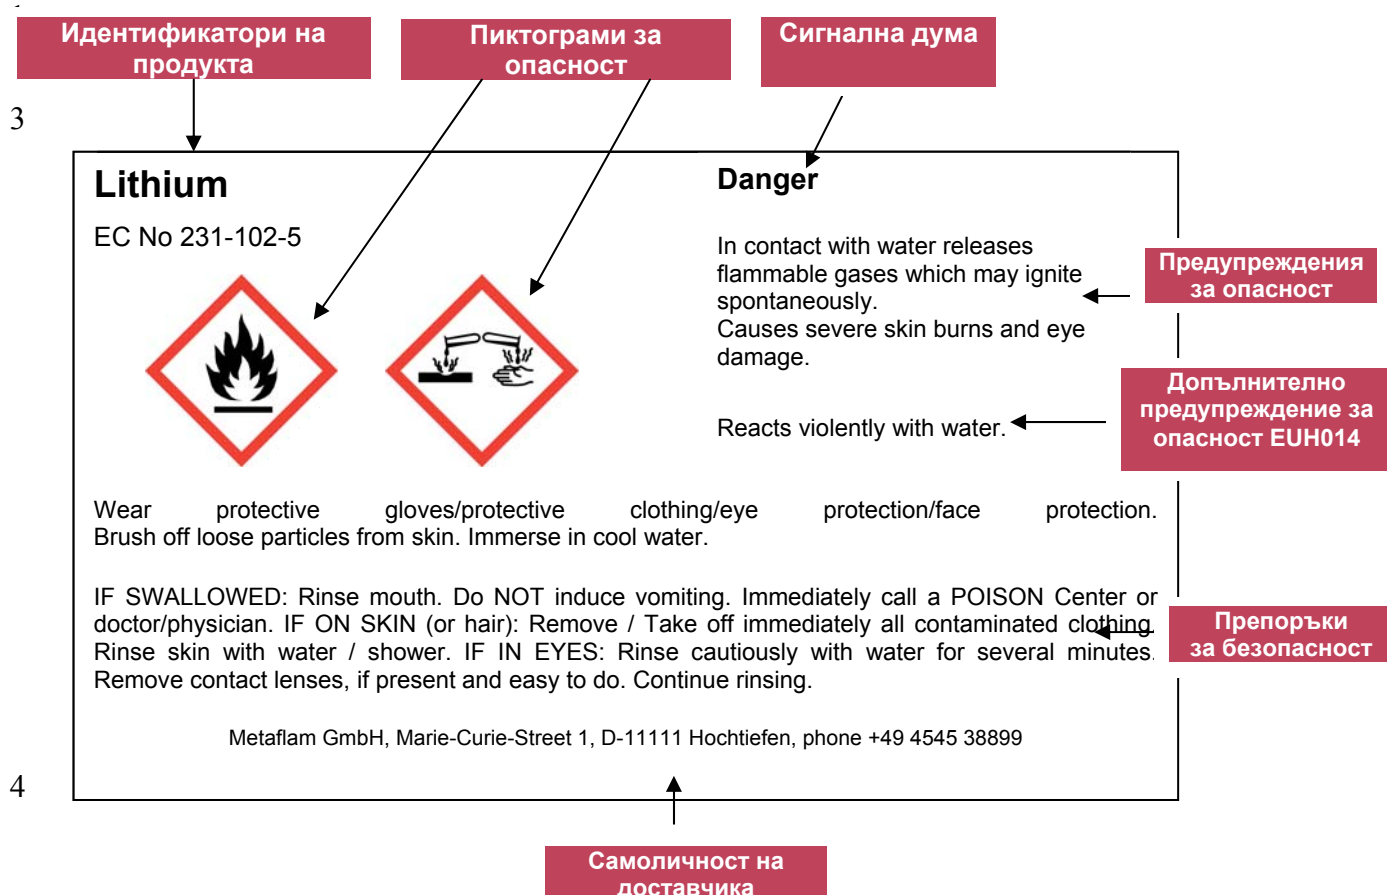 Идентификатори на
продукта
Пиктограми за
опасност
Сигнална дума
3
Lithium
EC No 231-102-5
Danger
In contact with water releases
flammable gases which may ignite
spontaneously.
Causes severe skin burns and eye
damage.
Предупреждения
за опасност
Reacts violently with water.
Допълнително
предупреждение за
опасност EUH014
Wear protective gloves/protective clothing/eye protection/face protection.
Brush off loose particles from skin. Immerse in cool water.
IF SWALLOWED: Rinse mouth. Do NOT induce vomiting. Immediately call a POISON Center or
doctor/physician. IF ON SKIN (or hair): Remove / Take off immediately all contaminated clothing.
Rinse skin with water / shower. IF IN EYES: Rinse cautiously with water for several minutes.
Remove contact lenses, if present and easy to do. Continue rinsing.
Препоръки
за безопасност
Metaflam GmbH, Marie-Curie-Street 1, D-11111 Hochtiefen, phone +49 4545 38899
4
Самоличност на
доставчика